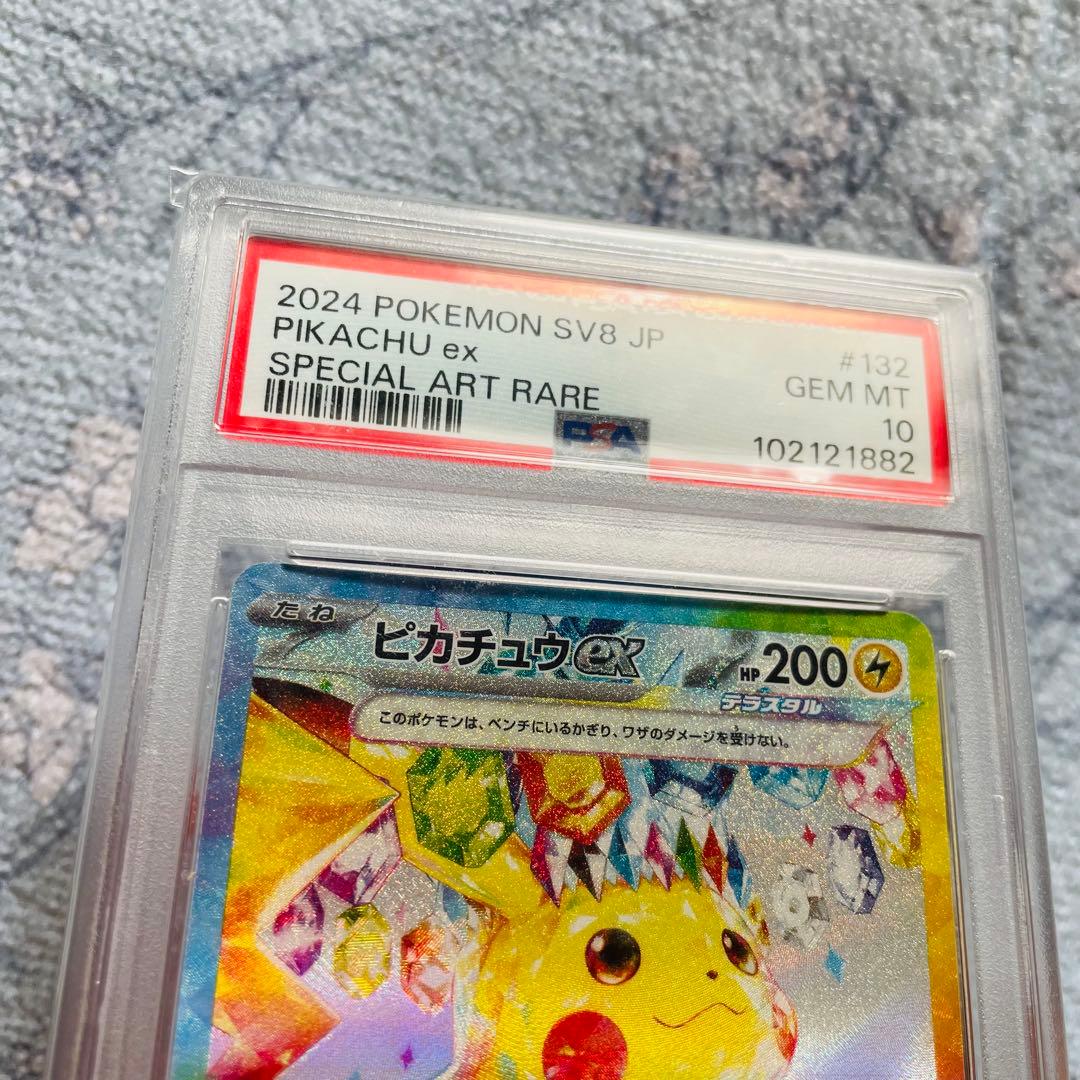 2024 POKEMON SV8 JP
#132
PIKACHU ex
GEM MT
SPECIAL ART RARE
10
PSA
102121882
たね
ピカチュウex
HP 200
テラスタル
このポケモンは、ベンチにいるかぎり、ワザのダメージを受けない。